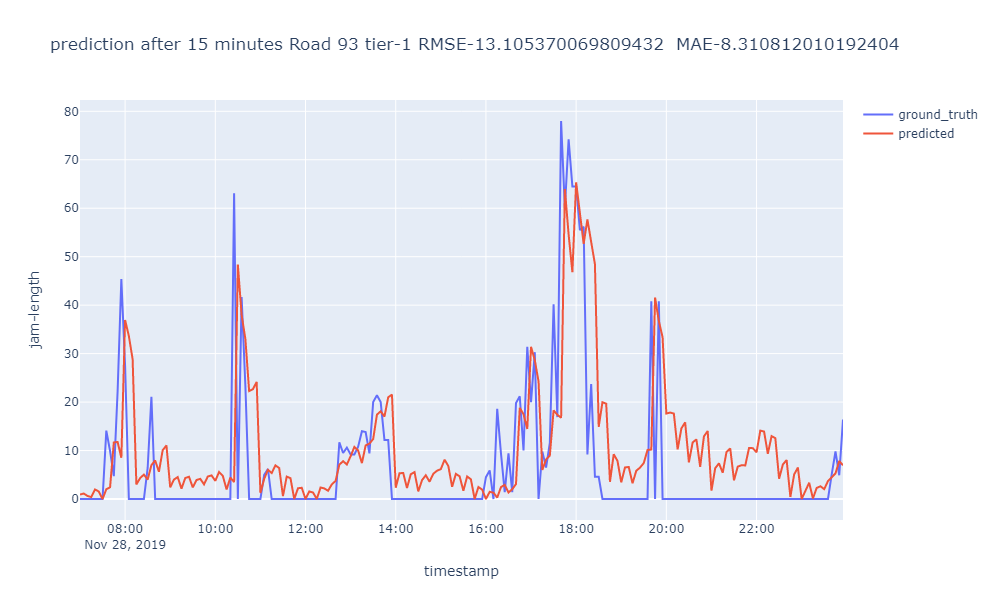 prediction after 15 minutes Road 93 tier-1 RMSE-13.105370069809432  MAE-8.310812010192404
ground_truth
predicted
80
70
60
50
40
30
20
10
0
jam-length
08:00 10:00 12:00 14:00 16:00 18:00 20:00 22:00
Nov 28, 2019
timestamp